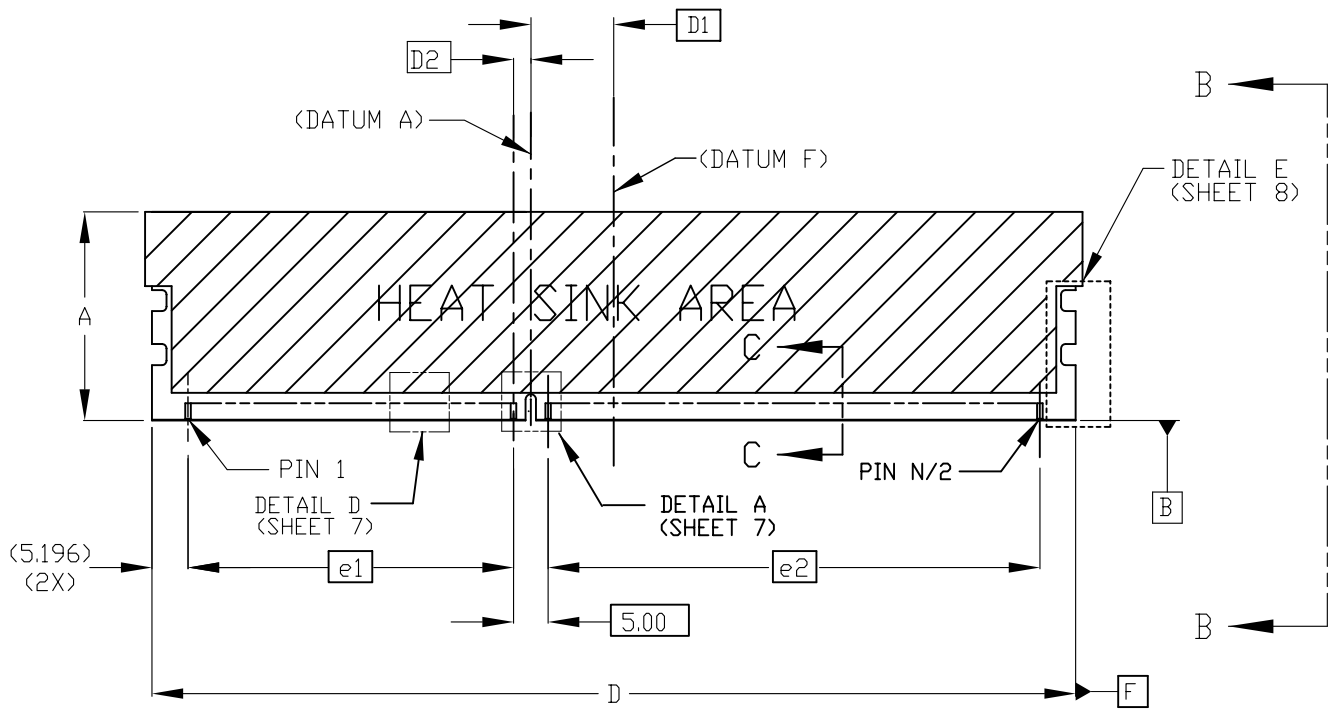 D1
D2
B
(DATUM A)
(DATUM F)
DETAIL E
(SHEET 8)
HEAT SINK AREA
A
C
C
PIN 1
PIN N/2
DETAIL D
(SHEET 7)
DETAIL A
(SHEET 7)
B
(5.196)
(2X)
e1
e2
5.00
B
D
F